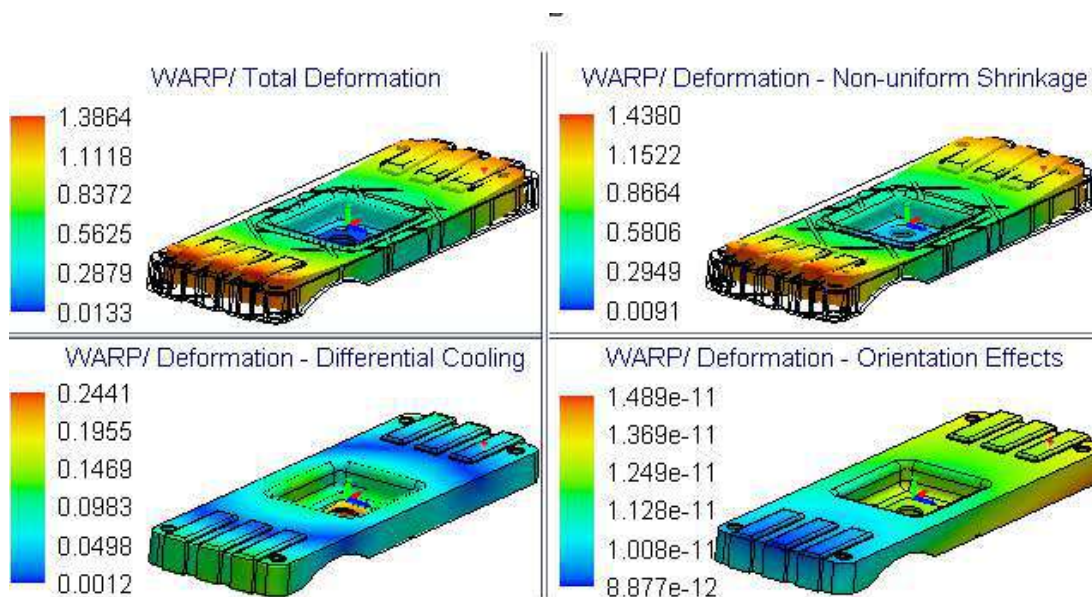 WARP/ Total Deformation
1.3864
1.1118
0.8372
0.5625
0.2879
0.0133
WARP/ Deformation - Non-uniform Shrinkage
1.4380
1.1522
0.8664
0.5806
0.2949
0.0091
WARP/ Deformation - Differential Cooling
0.2441
0.1955
0.1469
0.0983
0.0498
0.0012
WARP/ Deformation - Orientation Effects
1.489e-11
1.369e-11
1.249e-11
1.128e-11
1.008e-11
8.877e-12